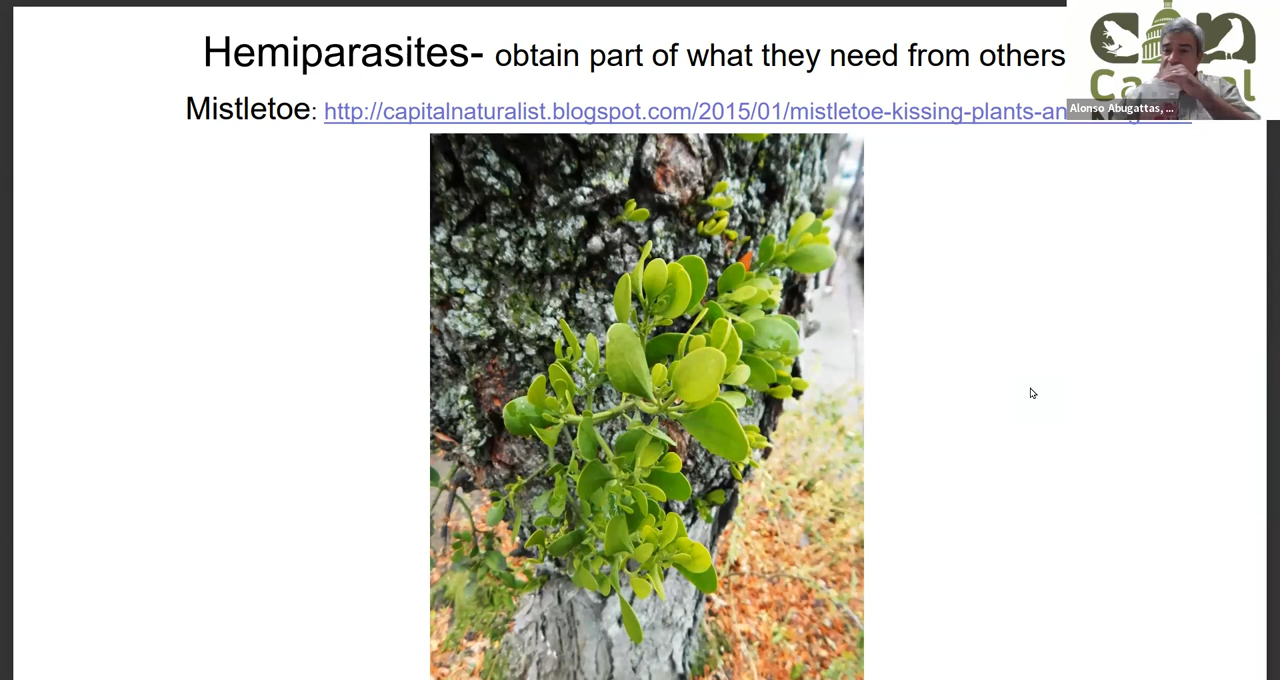 Hemiparasites- obtain part of what they need from others
Mistletoe: http://capitalnaturalist.blogspot.com/2015/01/mistletoe-kissing-plants-an
Alonso Abugattas, ...